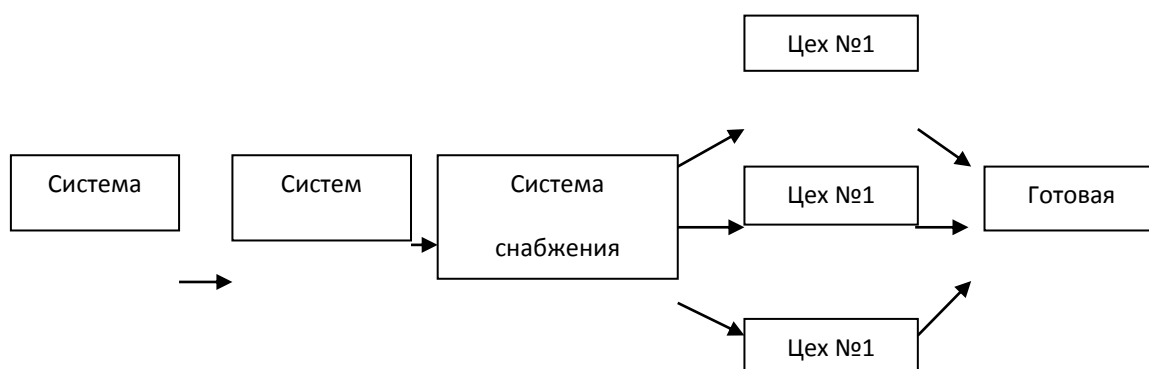 Цех №1
Система
Систем
Система
снабжения
Цех №1
Готовая
Цех №1